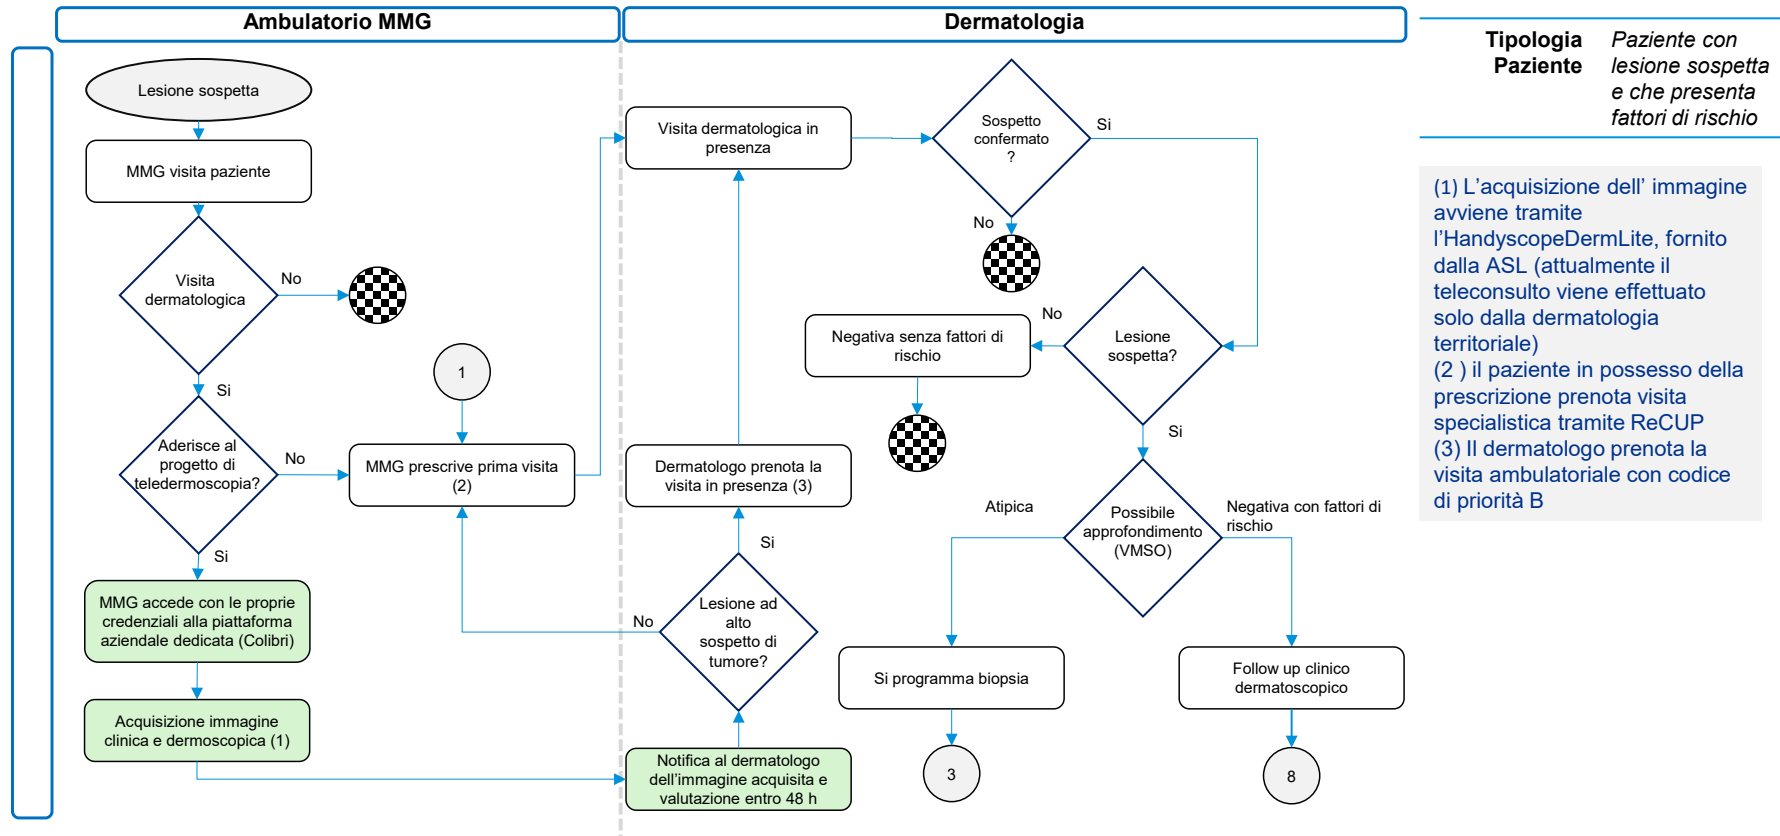 Ambulatorio MMG
Dermatologia
Tipologia
Paziente
Paziente con
lesione sospetta
e che presenta
fattori di rischio
Lesione sospetta
MMG visita paziente
Visita
dermatologica
No
Si
Aderisce al
progetto di
teledermoscopia?
No
Si
1
MMG prescrive prima visita
(2)
MMG accede con le proprie
credenziali alla piattaforma
aziendale dedicata (Colibri)
Acquisizione immagine
clinica e dermoscopica (1)
Visita dermatologica in
presenza
Sospetto
confermato
?
Si
No
Negativa senza fattori di
rischio
No
Lesione
sospetta?
Si
Dermatologo prenota la
visita in presenza (3)
Si
Lesione ad
alto
sospetto di
tumore?
No
Notifica al dermatologo
dell’immagine acquisita e
valutazione entro 48 h
Atipica
Possibile
approfondimento
(VMSO)
Negativa con fattori di
rischio
Si programma biopsia
Follow up clinico
dermatoscopico
3
8
(1) L’acquisizione dell’ immagine
avviene tramite
l’HandyscopeDermLite, fornito
dalla ASL (attualmente il
teleconsulto viene effettuato
solo dalla dermatologia
territoriale)
(2 ) il paziente in possesso della
prescrizione prenota visita
specialistica tramite ReCUP
(3) Il dermatologo prenota la
visita ambulatoriale con codice
di priorità B